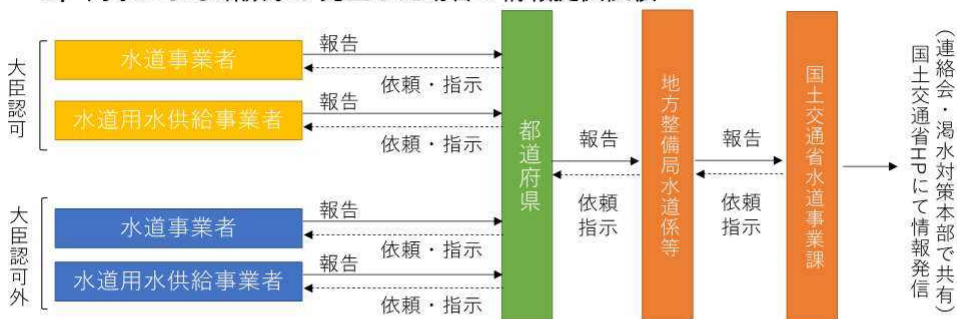 大臣認可
水道事業者
報告
依頼・指示
水道用水供給事業者
報告
依頼・指示
大臣認可外
水道事業者
報告
依頼・指示
水道用水供給事業者
報告
依頼・指示
都道府県
報告
依頼
指示
地方整備局水道係等
報告
依頼
指示
国土交通省水道事業課
国土交通省HPにて情報発信
（連絡会・渇水対策本部で共有）